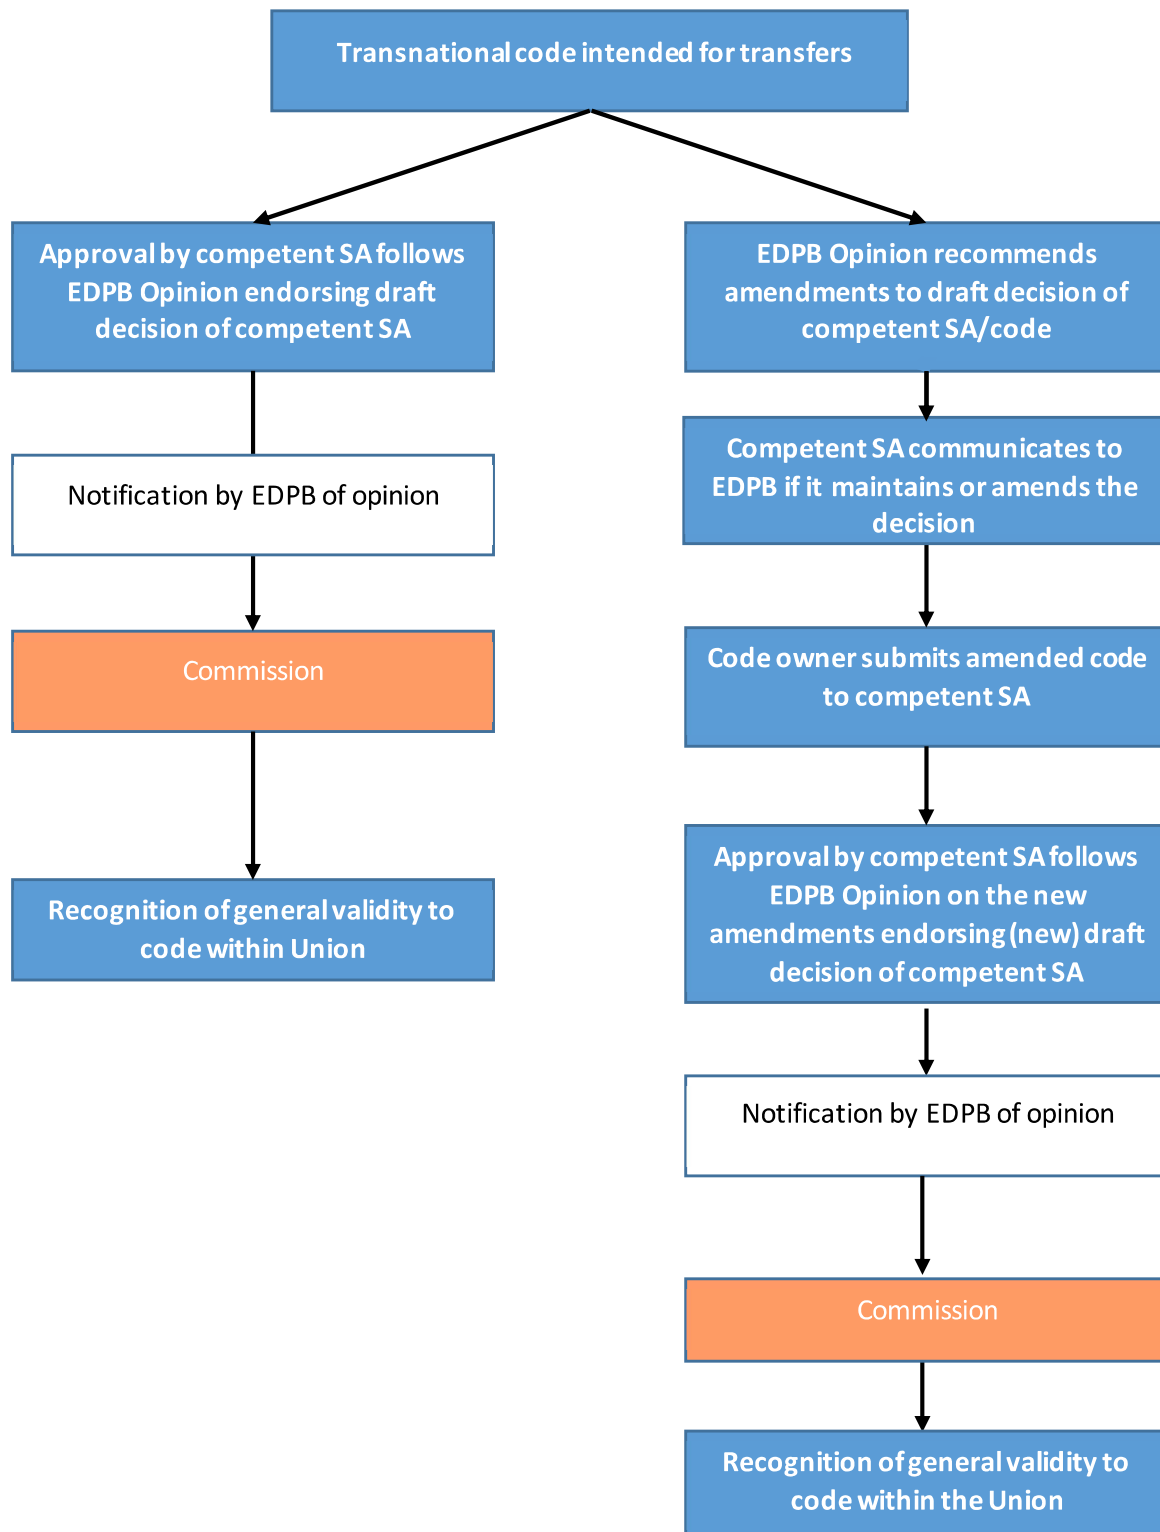 Transnational code intended for transfers
Approval by competent SA follows
EDPB Opinion endorsing draft
decision of competent SA
Notification by EDPB of opinion
Commission
Recognition of general validity to
code within Union
EDPB Opinion recommends
amendments to draft decision of
competent SA/code
Competent SA communicates to
EDPB if it maintains or amends the
decision
Code owner submits amended code
to competent SA
Approval by competent SA follows
EDPB Opinion on the new
amendments endorsing (new) draft
decision of competent SA
Notification by EDPB of opinion
Commission
Recognition of general validity to
code within the Union